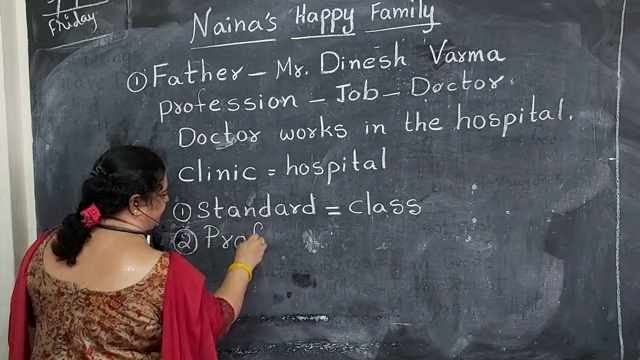 Friday
Naina's Happy Family
① Father - Mr. Dinesh Varma
profession - Job - Doctor.
Doctor works in the hospital.
clinic = hospital
① Standard = class
② Prof